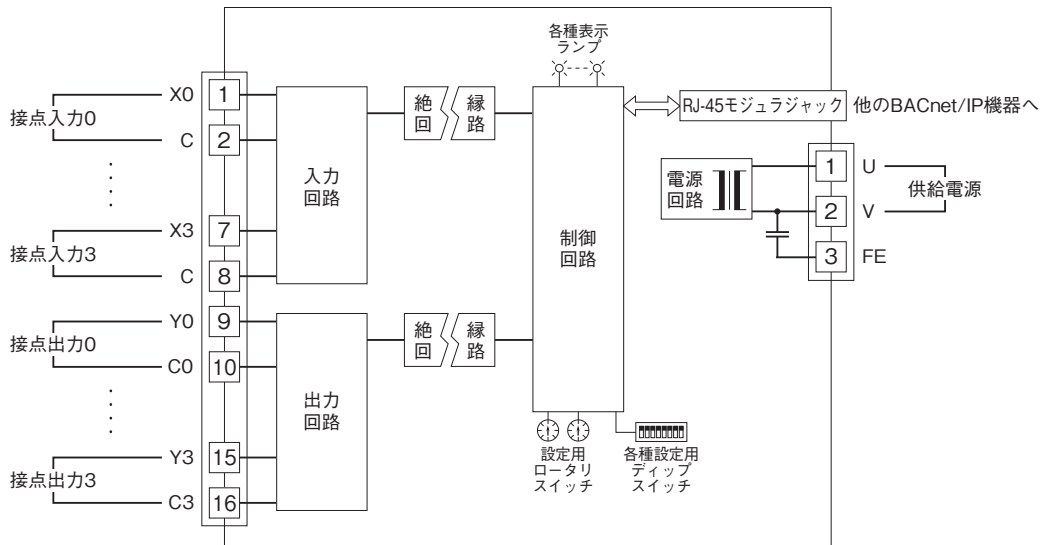 各種表示
ランプ
X0
1
接点入力0
C
2
X3
7
接点入力3
C
8
入力
回路
絶 縁
回 路
制御
回路
RJ-45モジュラジャック
他のBACnet/IP機器へ
電源
回路
1
U
供給電源
2
V
3
FE
Y0
9
接点出力0
C0
10
Y3
15
接点出力3
C3
16
出力
回路
絶 縁
回 路
設定用
ロータリ
スイッチ
各種設定用
ディップ
スイッチ